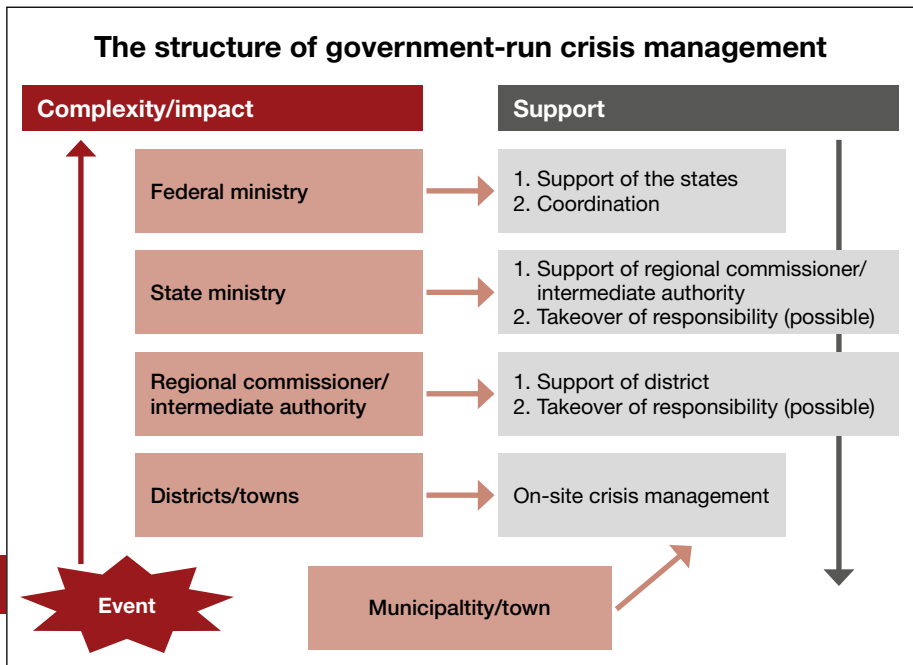 The structure of government-run crisis management
Complexity/impact
Support
Federal ministry
1. Support of the states
2. Coordination
State ministry
1. Support of regional commissioner/
intermediate authority
2. Takeover of responsibility (possible)
Regional commissioner/
intermediate authority
1. Support of district
2. Takeover of responsibility (possible)
Districts/towns
On-site crisis management
Event
Municipaltity/town